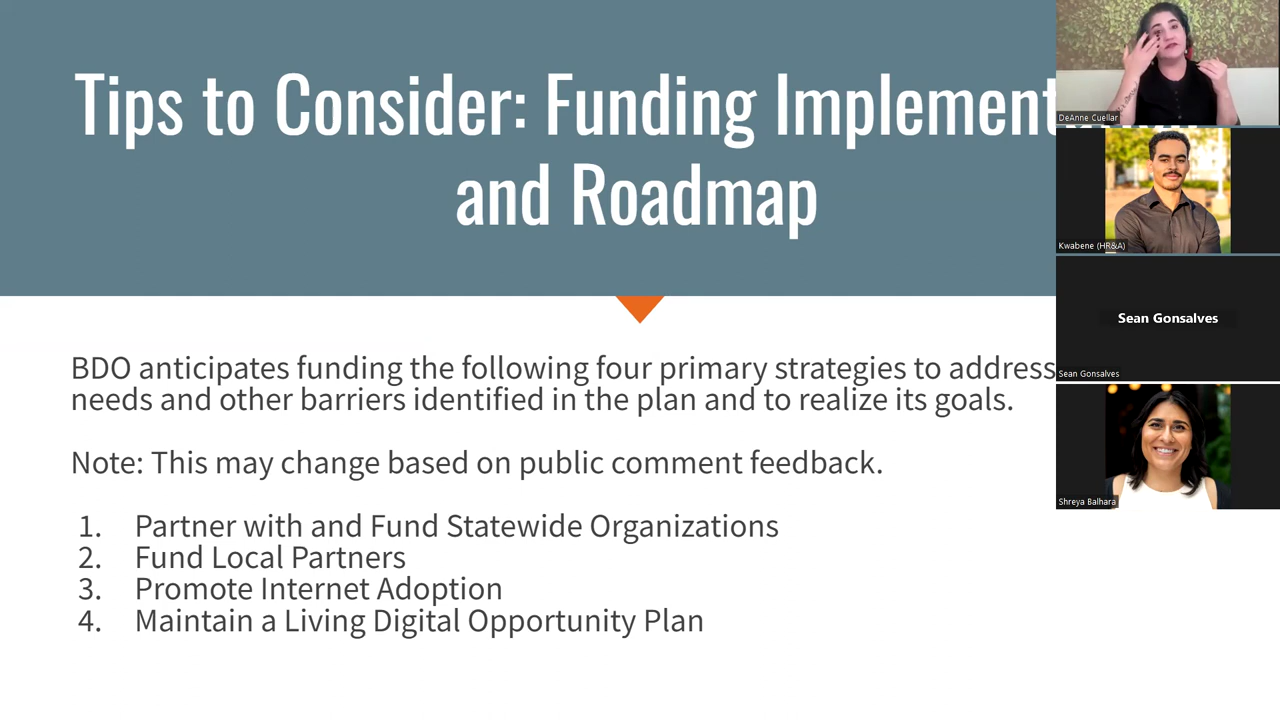 Tips to Consider: Funding Implement
and Roadmap
BDO anticipates funding the following four primary strategies to address
needs and other barriers identified in the plan and to realize its goals.
Note: This may change based on public comment feedback.
1. Partner with and Fund Statewide Organizations
2. Fund Local Partners
3. Promote Internet Adoption
4. Maintain a Living Digital Opportunity Plan
DeAnne Cuellar
Kwabene (HR&A)
Sean Gonsalves
Sean Gonsalves
Shreya Balhara